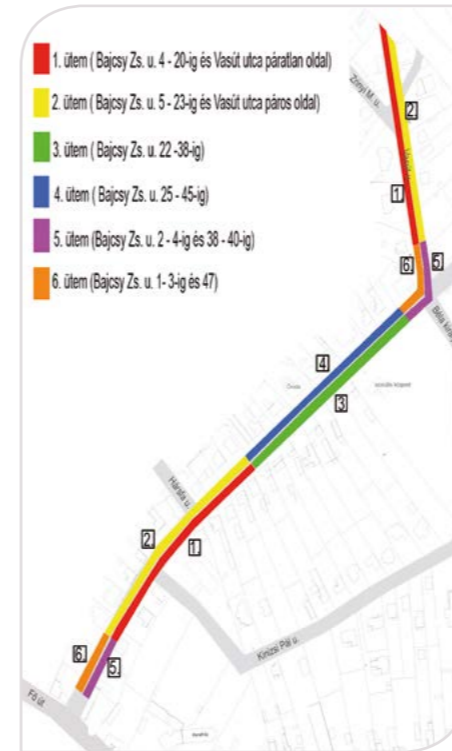 1. ütem ( Bajcsy Zs. u. 4 - 20-ig és Vasút utca páratlan oldal)
2. ütem ( Bajcsy Zs. u. 5 - 23-ig és Vasút utca páros oldal)
3. ütem ( Bajcsy Zs. u. 22 -38-ig)
4. ütem ( Bajcsy Zs. u. 25 - 45-ig)
5. ütem (Bajcsy Zs. u. 2 - 4-ig és 38 - 40-ig)
6. ütem (Bajcsy Zs. u. 1- 3-ig és 47)
Zrínyi M. u.
2.
1.
6.
5.
Béla
4.
3.
Hársfa u.
2.
1.
Kinizsi Pál u.
6.
5.
Fő út.